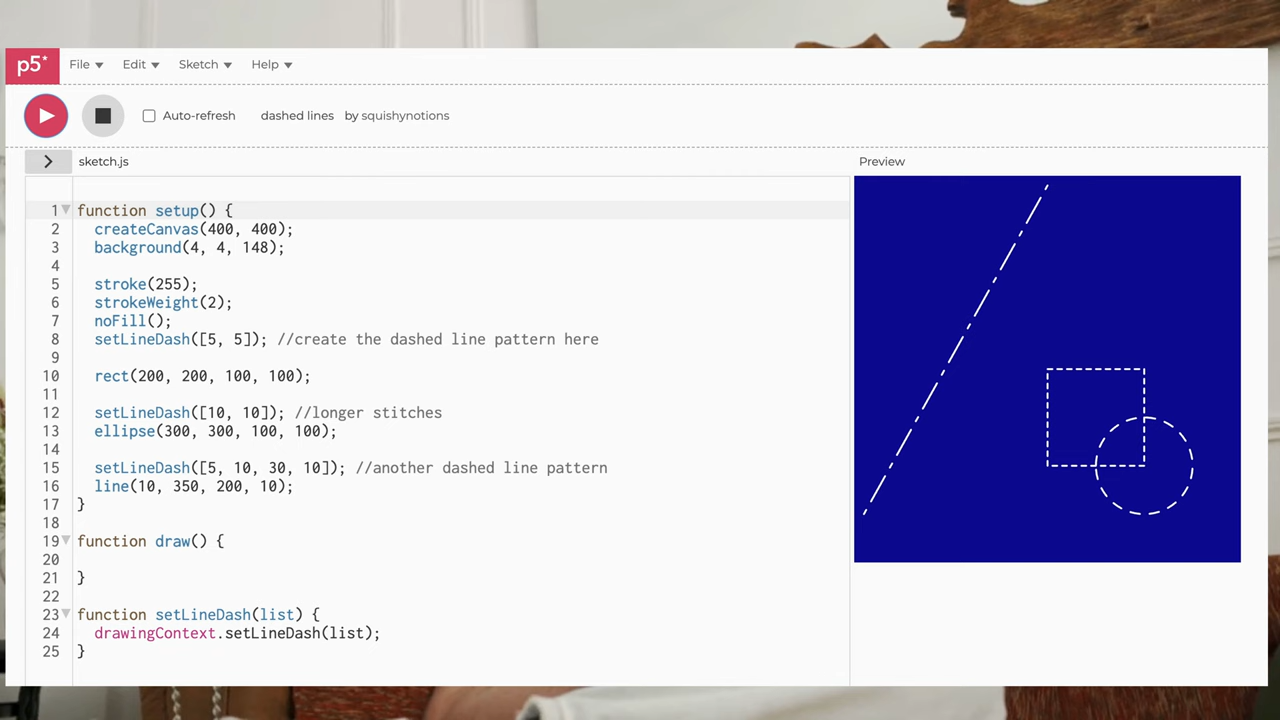 p5* File Edit Sketch Help
Auto-refresh dashed lines by squishynotions
sketch.js
Preview
1 function setup() {
2 createCanvas(400, 400);
3 background(4, 4, 148);
4
5 stroke(255);
6 strokeWeight(2);
7 noFill();
8 setLineDash([5, 5]); //create the dashed line pattern here
9
10 rect(200, 200, 100, 100);
11
12 setLineDash([10, 10]); //longer stitches
13 ellipse(300, 300, 100, 100);
14
15 setLineDash([5, 10, 30, 10]); //another dashed line pattern
16 line(10, 350, 200, 10);
17 }
18
19 function draw() {
20
21 }
22
23 function setLineDash(list) {
24 drawingContext.setLineDash(list);
25 }